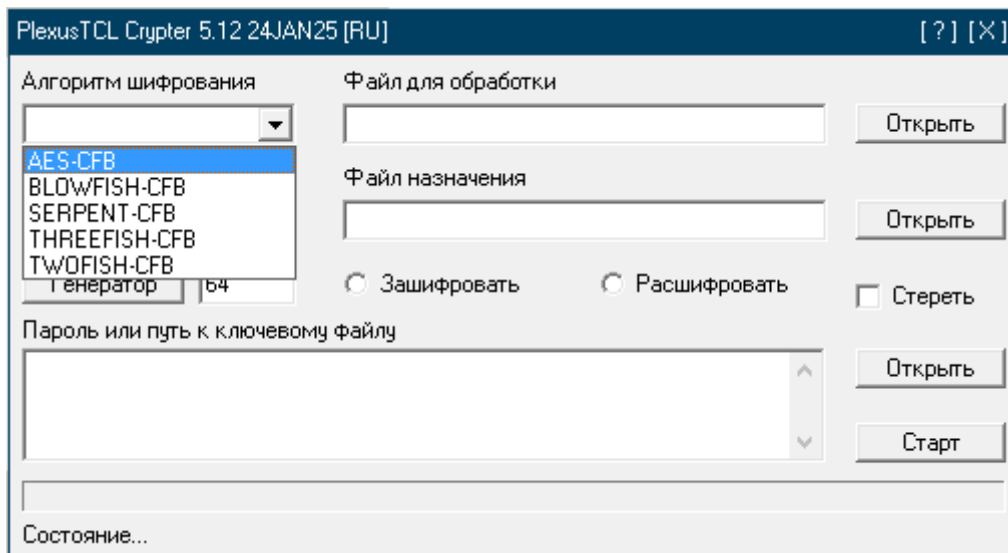 PlexusTCL Crypter 5.12 24JAN25 [RU] [?] [X]
Алгоритм шифрования
Файл для обработки
Открыть
AES-CFB
BLOWFISH-CFB
SERPENT-CFB
THREEFISH-CFB
TWOFISH-CFB
Файл назначения
Открыть
Генератор 64
Зашифровать
Расшифровать
Стереть
Пароль или путь к ключевому файлу
Открыть
Старт
Состояние...